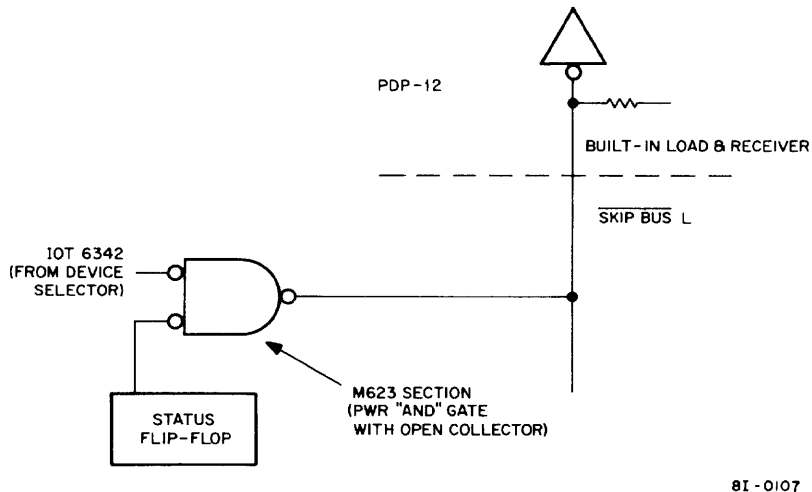 PDP-12
BUILT-IN LOAD & RECEIVER
SKIP BUS L
IOT 6342
(FROM DEVICE
SELECTOR)
M623 SECTION
(PWR "AND" GATE
WITH OPEN COLLECTOR)
STATUS
FLIP-FLOP
8I-0107